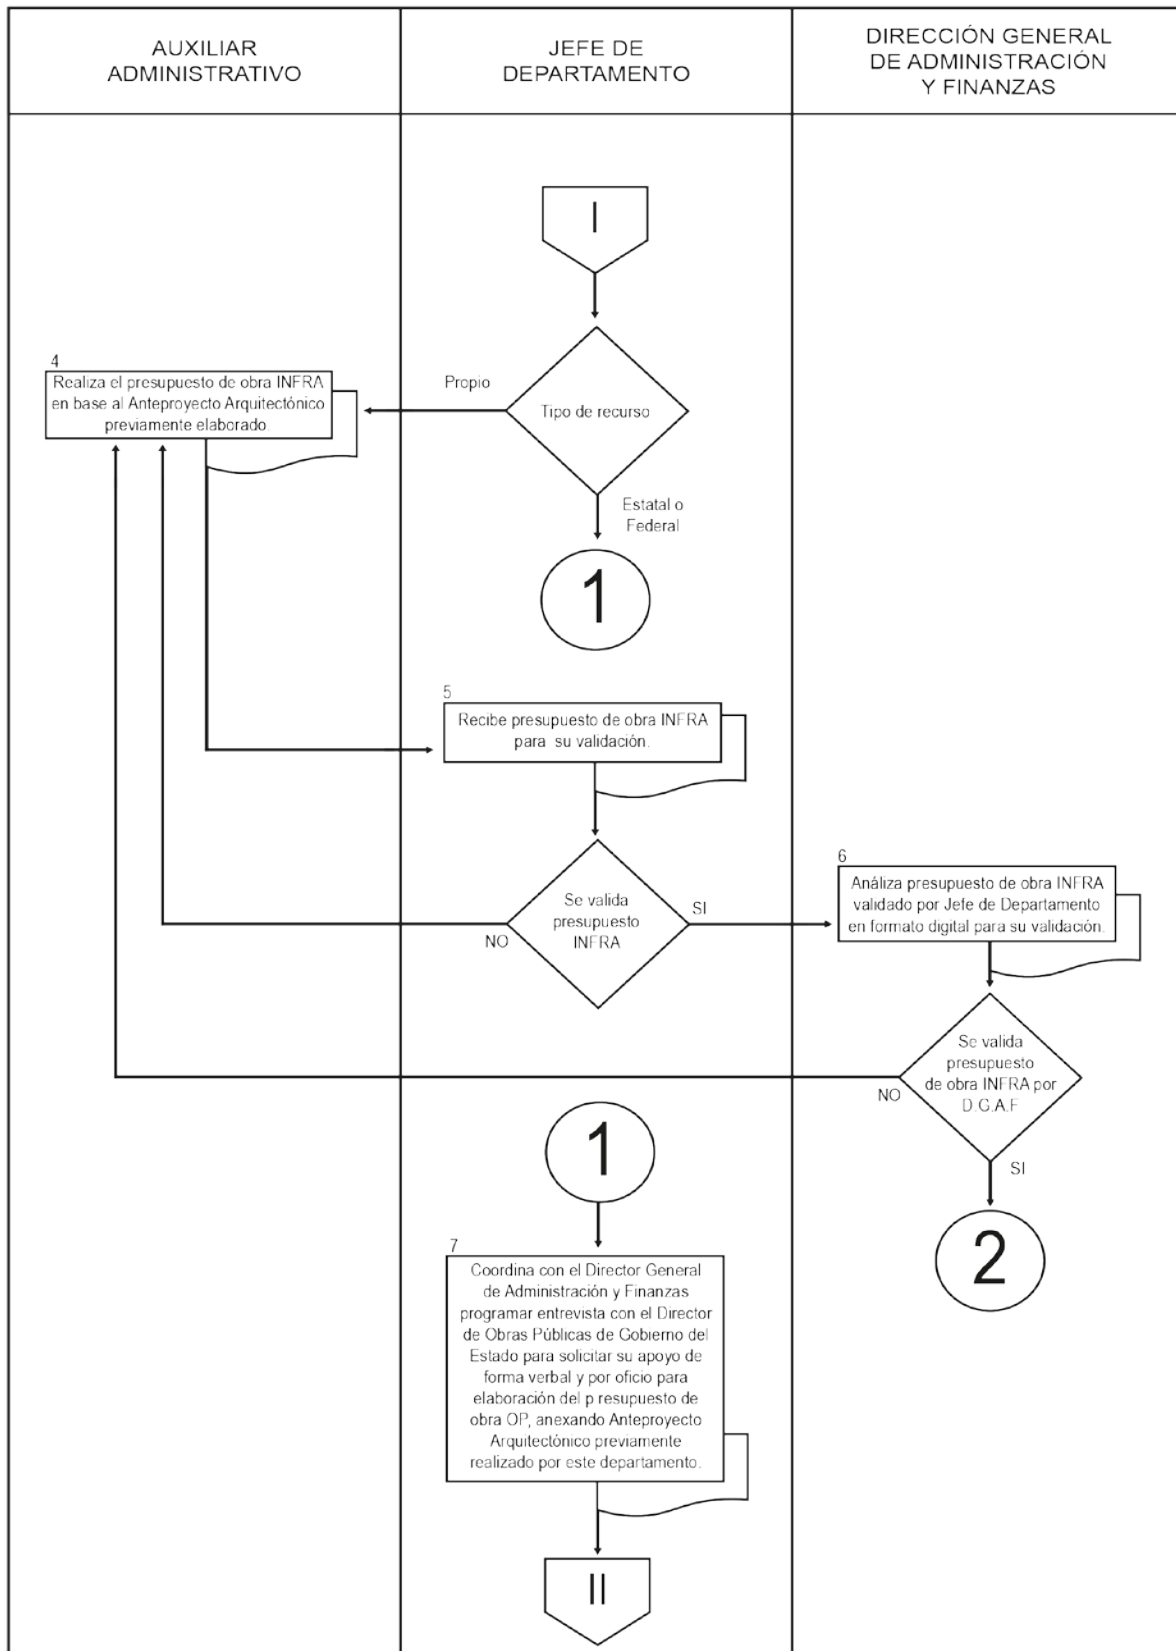 AUXILIAR
ADMINISTRATIVO
JEFE DE
DEPARTAMENTO
DIRECCIÓN GENERAL
DE ADMINISTRACIÓN
Y FINANZAS
I
Tipo de recurso
Propio
Estatal o
Federal
4
Realiza el presupuesto de obra INFRA
en base al Anteproyecto Arquitectónico
previamente elaborado.
1
5
Recibe presupuesto de obra INFRA
para su validación.
Se valida
presupuesto
INFRA
NO
SI
6
Análiza presupuesto de obra INFRA
validado por Jefe de Departamento
en formato digital para su validación.
Se valida
presupuesto
de obra INFRA por
D.G.A.F
NO
SI
2
1
7
Coordina con el Director General
de Administración y Finanzas
programar entrevista con el Director
de Obras Públicas de Gobierno del
Estado para solicitar su apoyo de
forma verbal y por oficio para
elaboración del p resupuesto de
obra OP, anexando Anteproyecto
Arquitectónico previamente
realizado por este departamento.
II